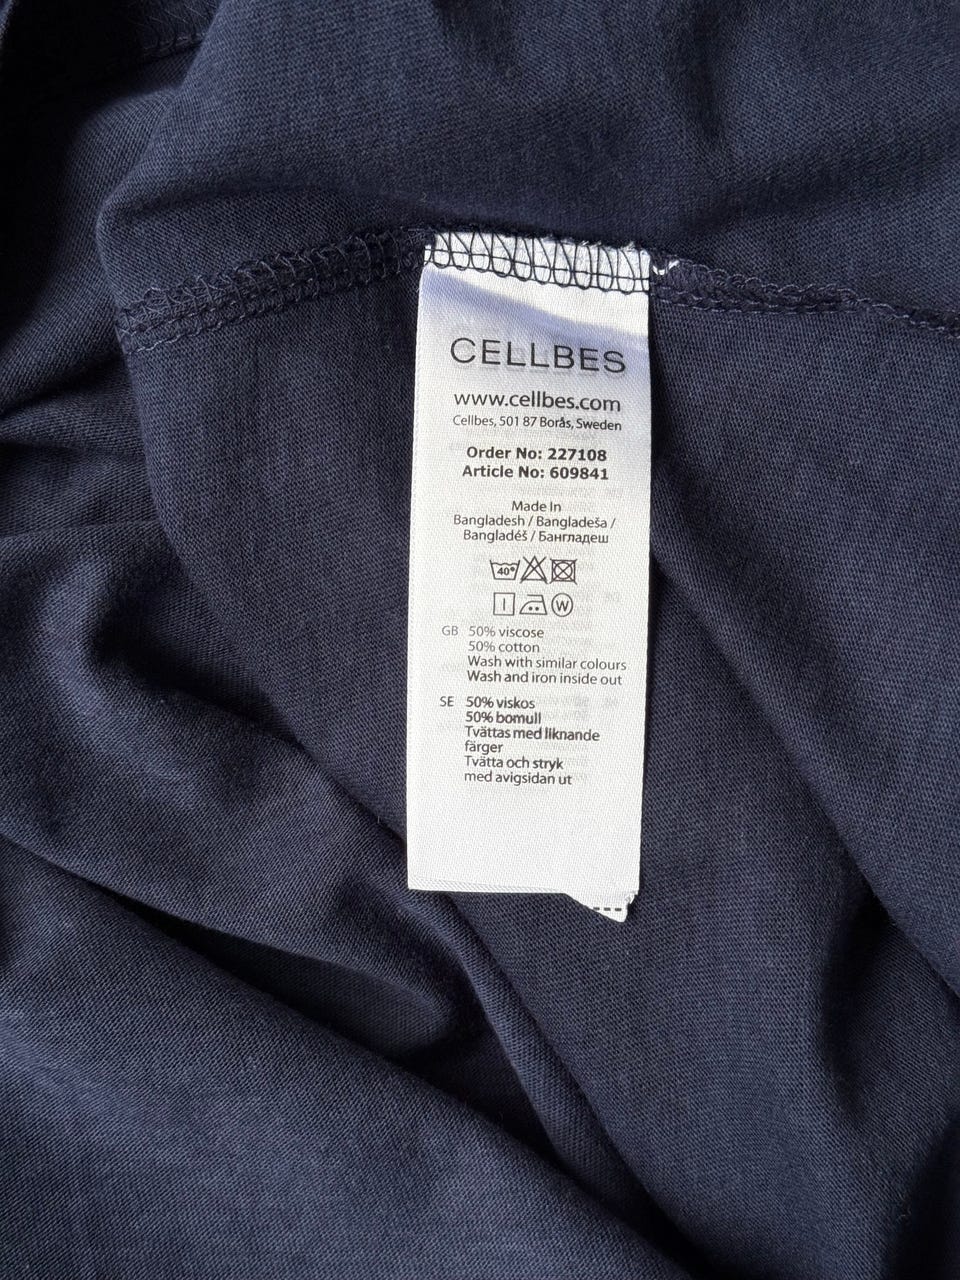 CELLBES
www.cellbes.com
Cellbes, 501 87 Borås, Sweden
Order No: 227108
Article No: 609841
Made In
Bangladesh / Bangladeša /
Bangladéš / Бангладеш
40°
W
GB 50% viscose
50% cotton
Wash with similar colours
Wash and iron inside out
SE 50% viskos
50% bomull
Tvättas med liknande
färger
Tvätta och stryk
med avigsidan ut